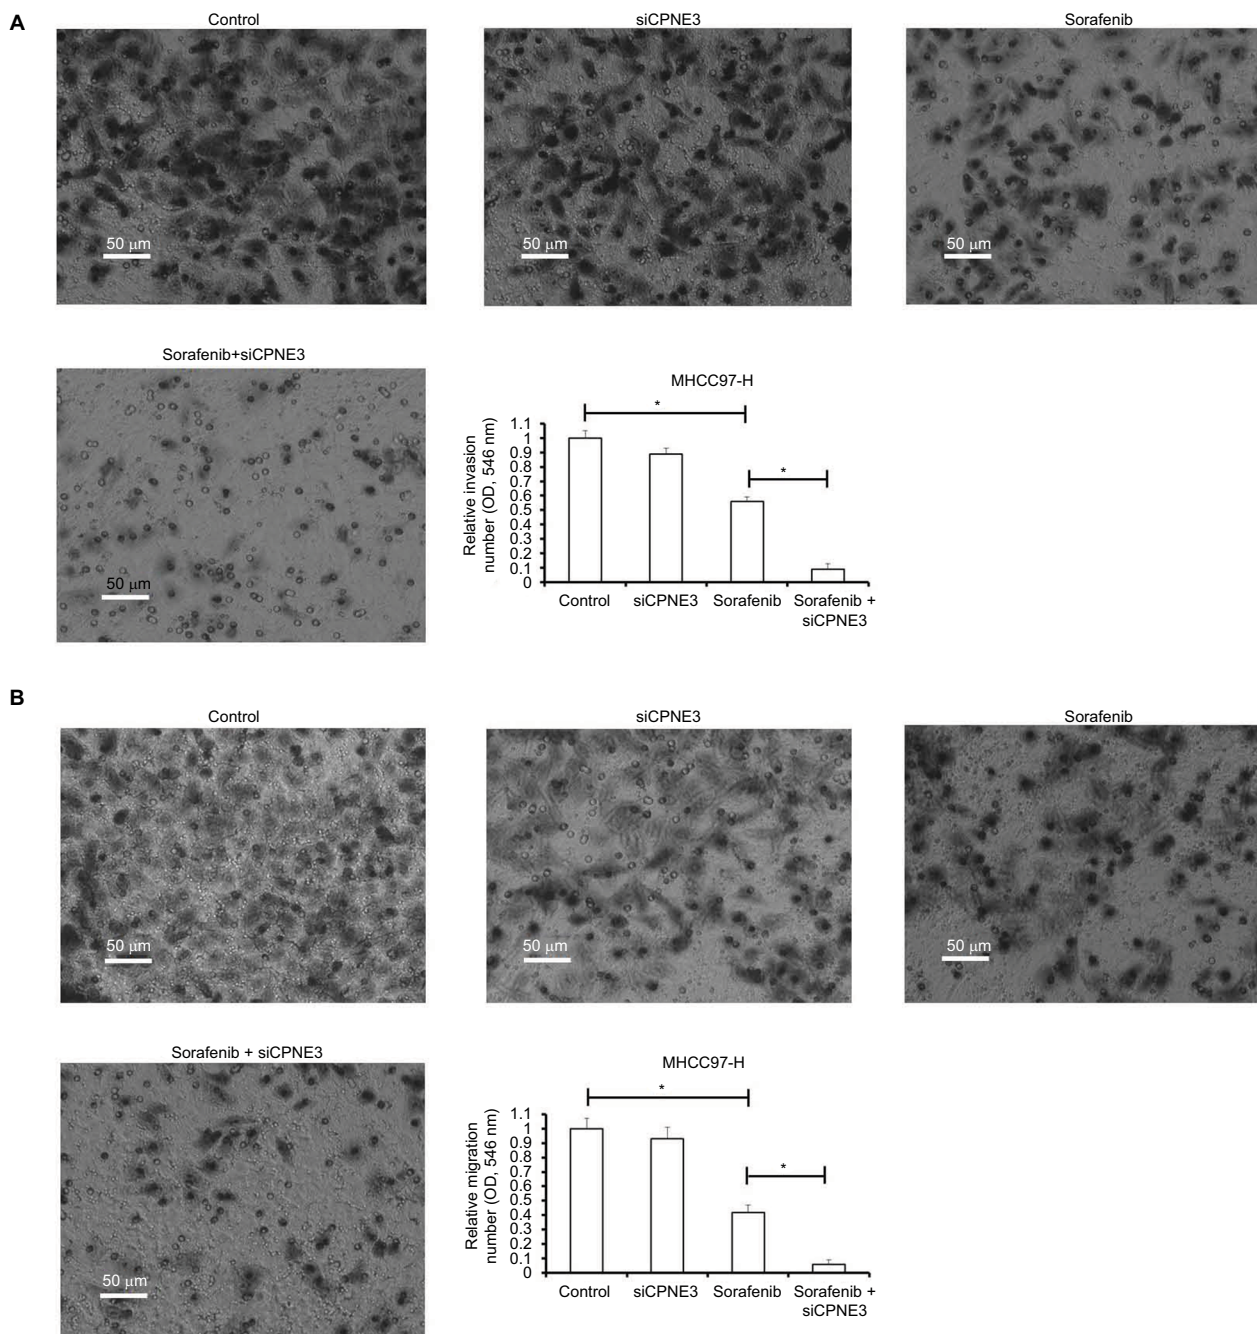 A
Control
siCPNE3
Sorafenib
50 μm
50 μm
50 μm
Sorafenib+siCPNE3
50 μm
MHCC97-H
*
*
Relative invasion
number (OD, 546 nm)
1.1
1
0.9
0.8
0.7
0.6
0.5
0.4
0.3
0.2
0.1
0
Control
siCPNE3
Sorafenib
Sorafenib +
siCPNE3
B
Control
siCPNE3
Sorafenib
50 μm
50 μm
50 μm
Sorafenib + siCPNE3
50 μm
MHCC97-H
*
*
Relative migration
number (OD, 546 nm)
1.1
1
0.9
0.8
0.7
0.6
0.5
0.4
0.3
0.2
0.1
0
Control
siCPNE3
Sorafenib
Sorafenib +
siCPNE3